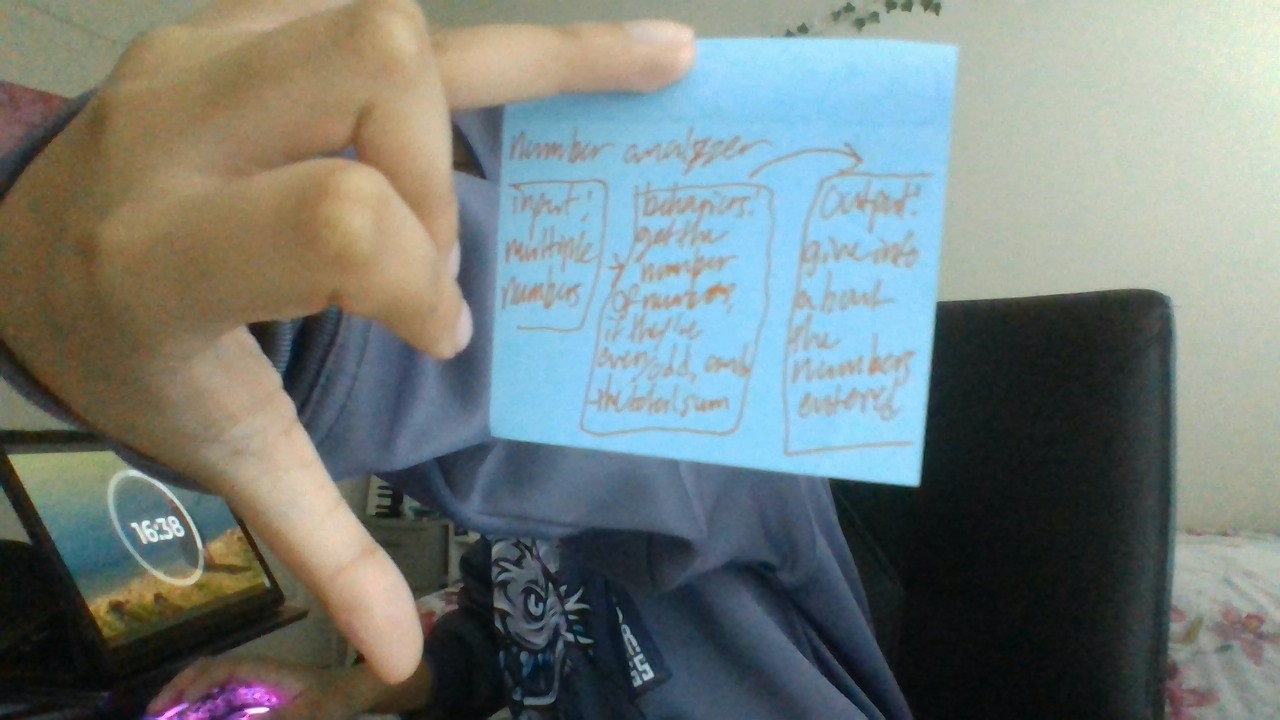 number analyzer
input:
multiple
numbers
behaviors:
get the
number
of numbers,
if they're
even/odd, and
the total sum
output:
give info
about
the
numbers
entered
16:38